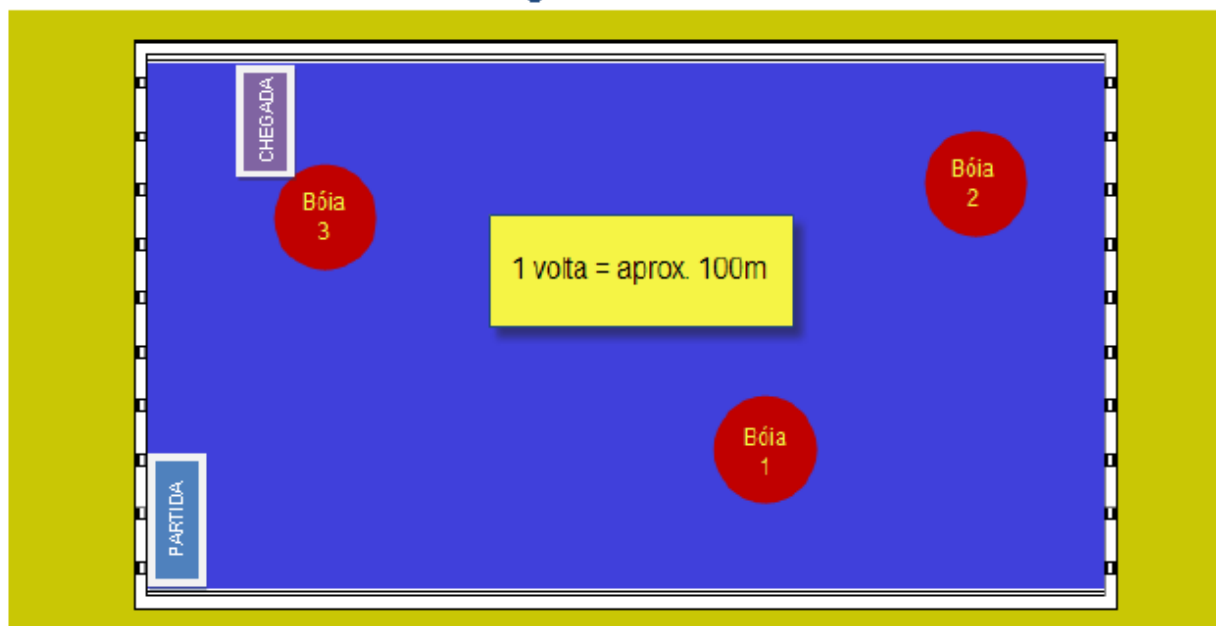 CHEGADA
Bóia
2
Bóia
3
1 volta = aprox. 100m
Bóia
1
PARTIDA